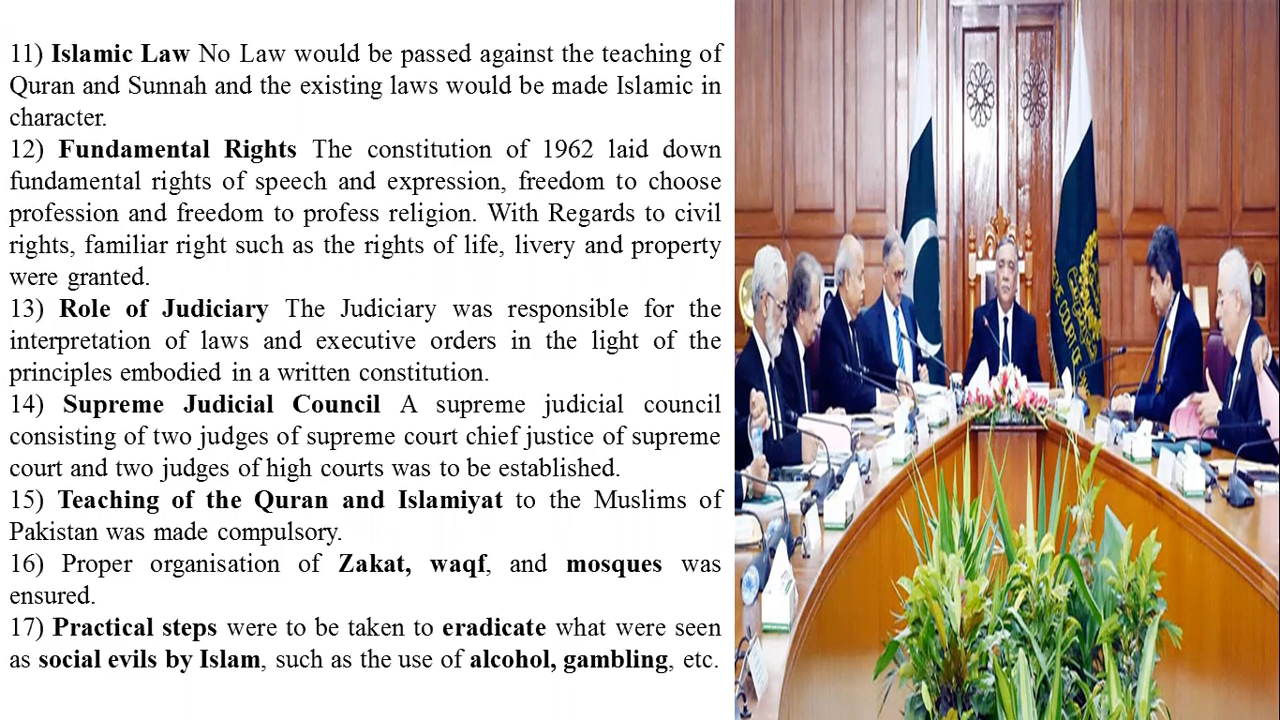 11) Islamic Law No Law would be passed against the teaching of
Quran and Sunnah and the existing laws would be made Islamic in
character.
12) Fundamental Rights The constitution of 1962 laid down
fundamental rights of speech and expression, freedom to choose
profession and freedom to profess religion. With Regards to civil
rights, familiar right such as the rights of life, livery and property
were granted.
13) Role of Judiciary The Judiciary was responsible for the
interpretation of laws and executive orders in the light of the
principles embodied in a written constitution.
14) Supreme Judicial Council A supreme judicial council
consisting of two judges of supreme court chief justice of supreme
court and two judges of high courts was to be established.
15) Teaching of the Quran and Islamiyat to the Muslims of
Pakistan was made compulsory.
16) Proper organisation of Zakat, waqf, and mosques was
ensured.
17) Practical steps were to be taken to eradicate what were seen
as social evils by Islam, such as the use of alcohol, gambling, etc.
COURT OF